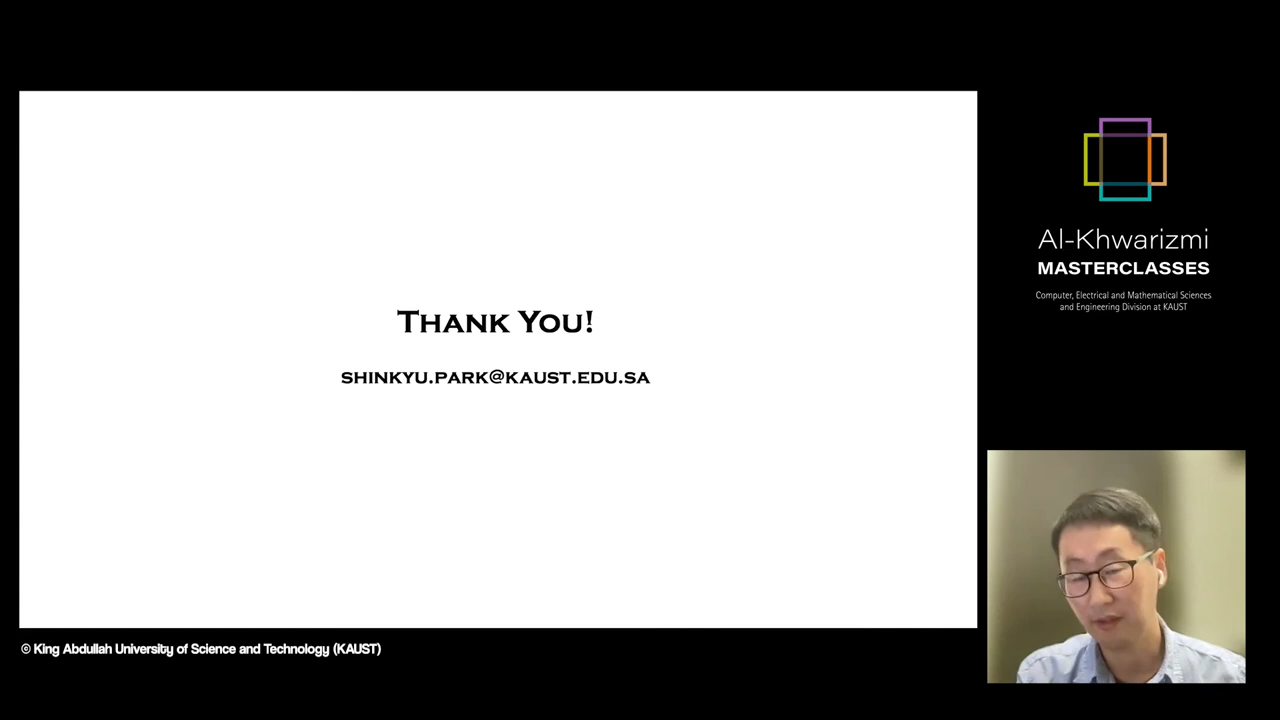 THANK YOU!
SHINKYU.PARK@KAUST.EDU.SA
Al-Khwarizmi
MASTERCLASSES
Computer, Electrical and Mathematical Sciences
and Engineering Division at KAUST
© King Abdullah University of Science and Technology (KAUST)